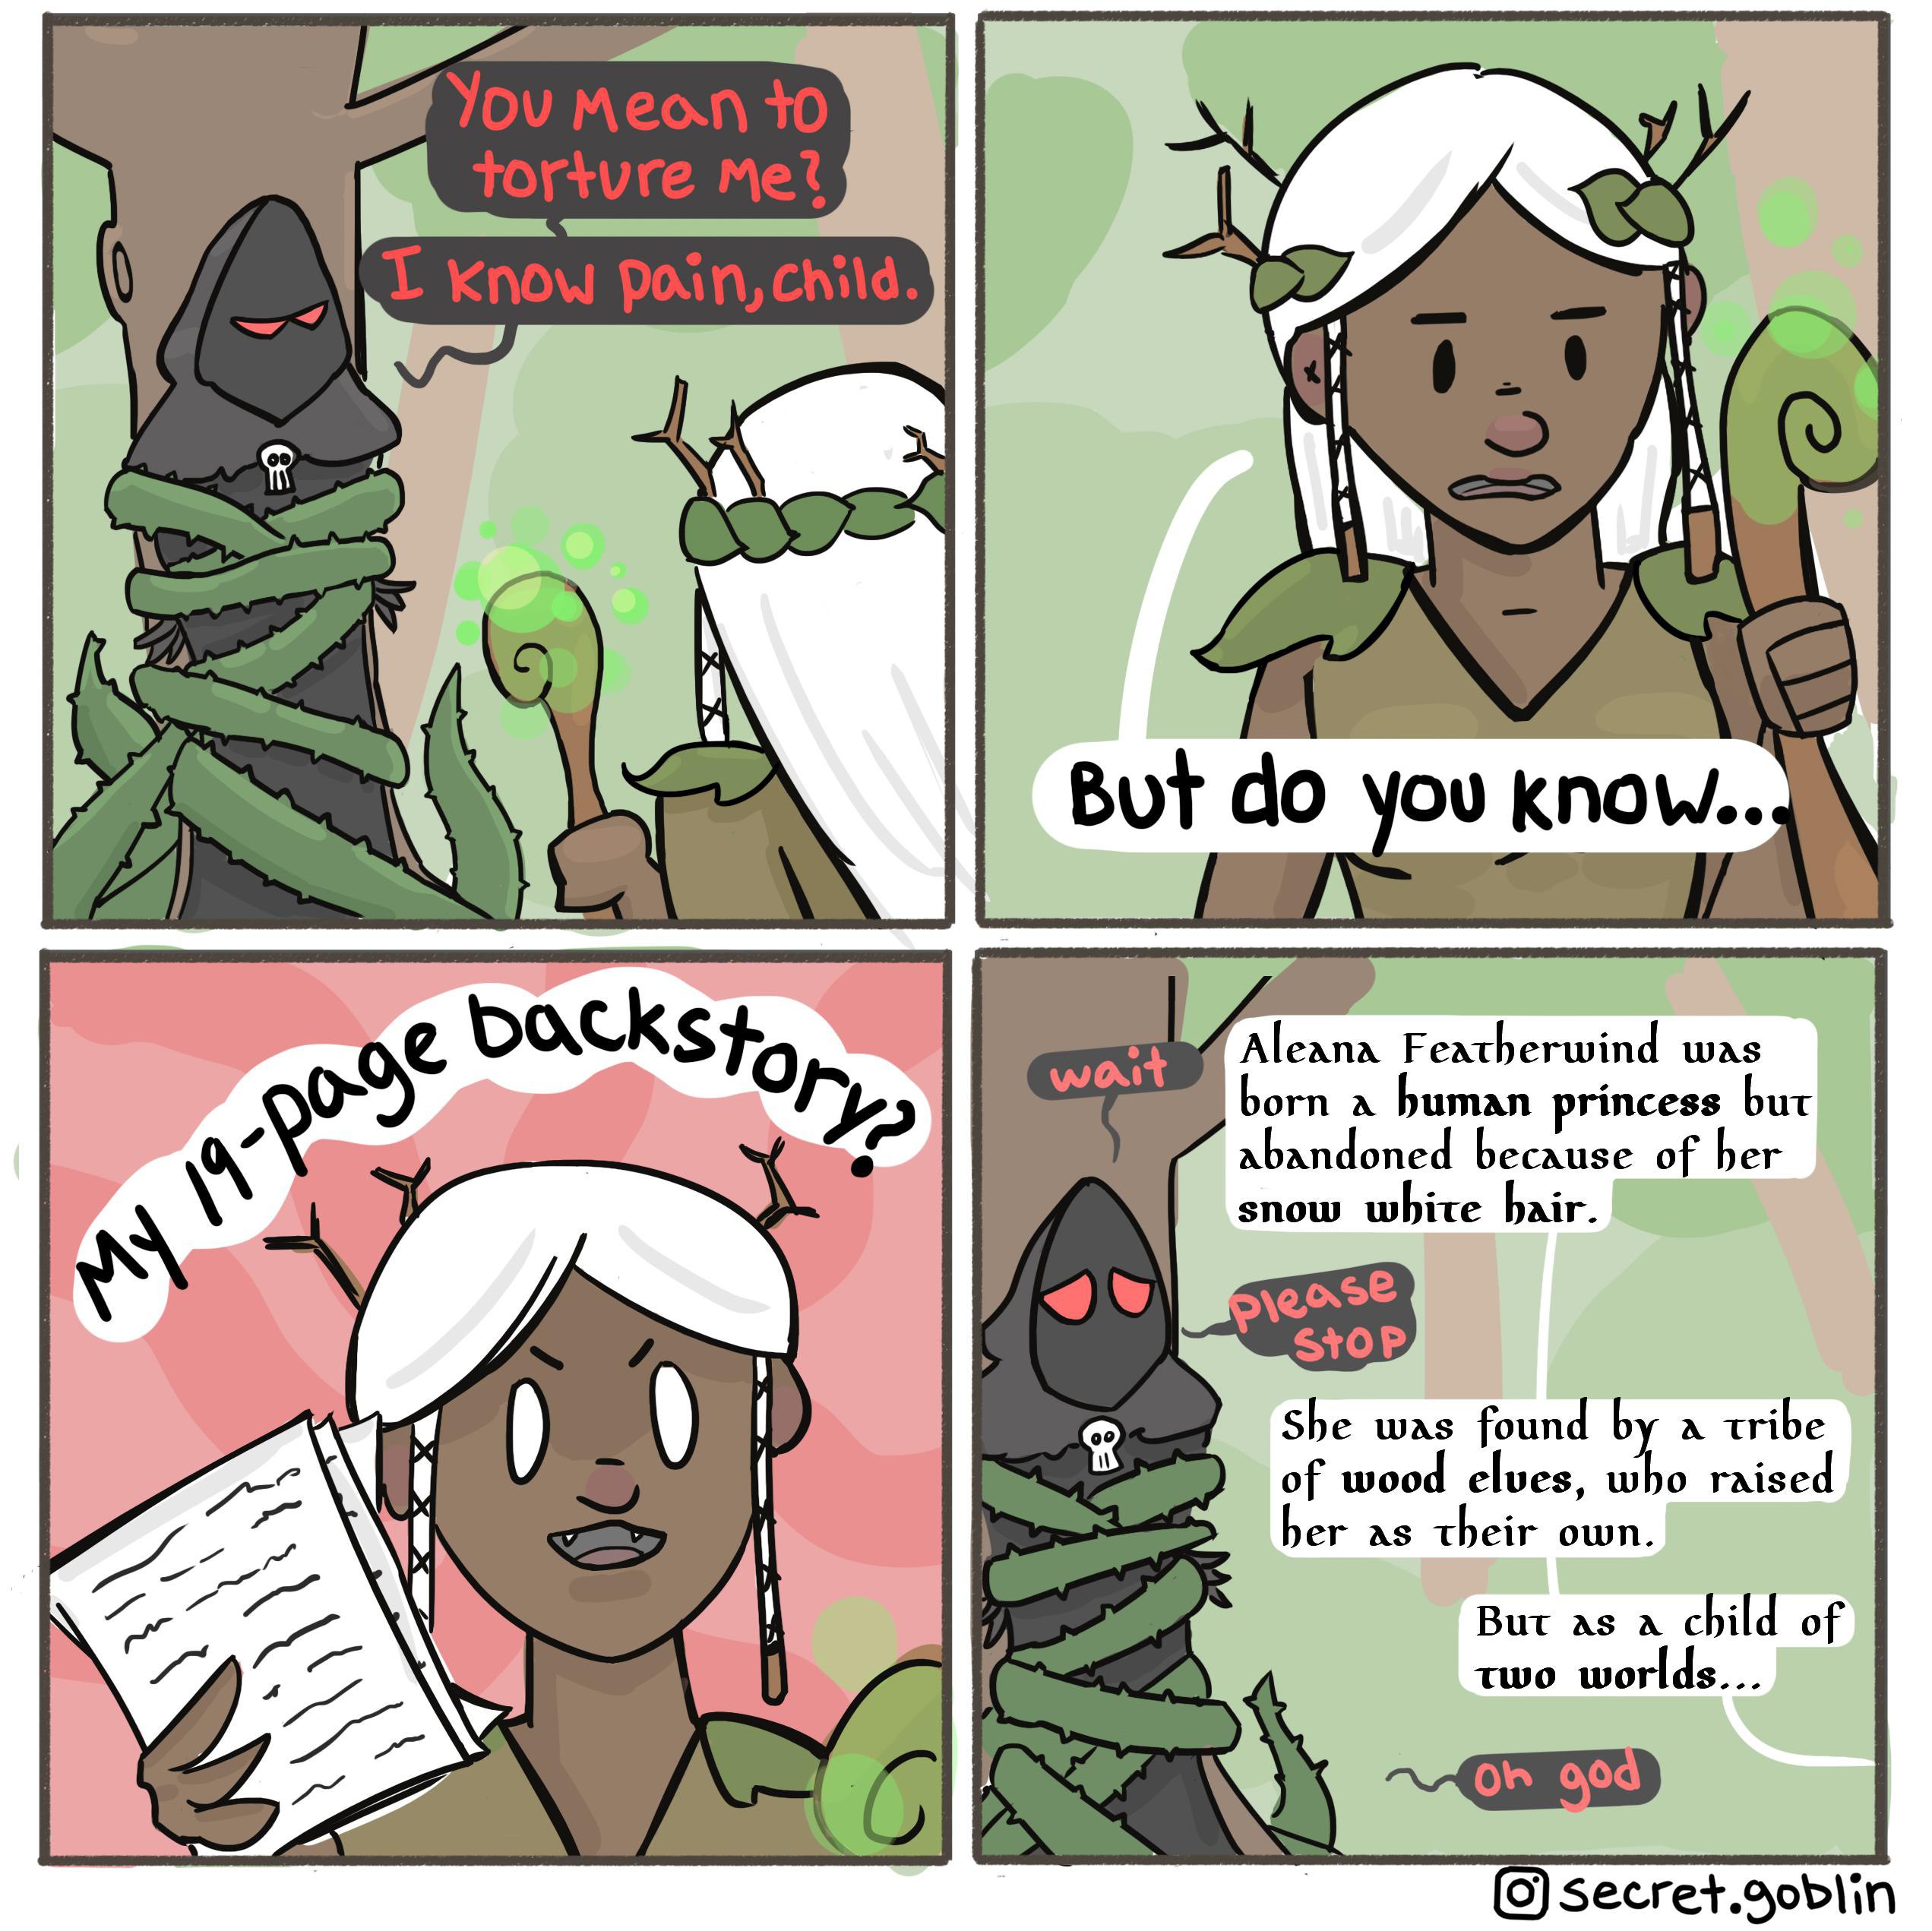 You mean to
torture me?
I know pain, child.
But do you know...
My 19-page backstory?
wait
Aleana Featherwind was
born a human princess but
abandoned because of her
snow white hair.
please
stop
She was found by a tribe
of wood elves, who raised
her as their own.
But as a child of
two worlds...
oh god
secret.goblin